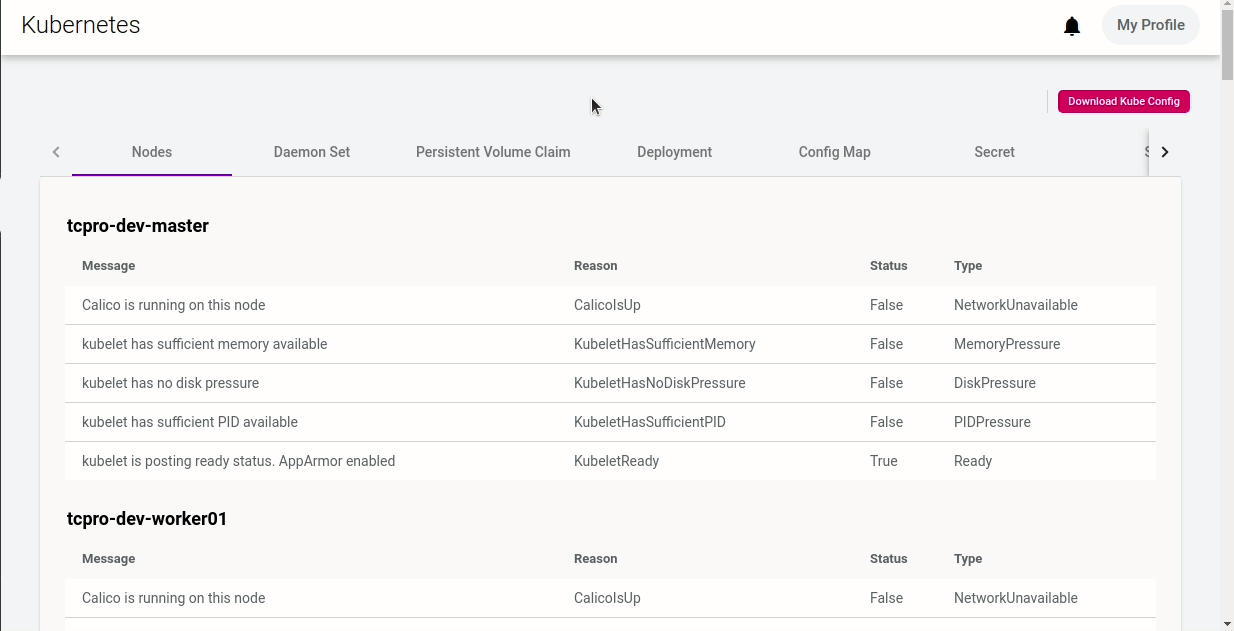 Kubernetes
My Profile
Download Kube Config
Nodes Daemon Set Persistent Volume Claim Deployment Config Map Secret
tcpro-dev-master
Message Reason Status Type
Calico is running on this node CalicoIsUp False NetworkUnavailable
kubelet has sufficient memory available KubeletHasSufficientMemory False MemoryPressure
kubelet has no disk pressure KubeletHasNoDiskPressure False DiskPressure
kubelet has sufficient PID available KubeletHasSufficientPID False PIDPressure
kubelet is posting ready status. AppArmor enabled KubeletReady True Ready
tcpro-dev-worker01
Message Reason Status Type
Calico is running on this node CalicoIsUp False NetworkUnavailable